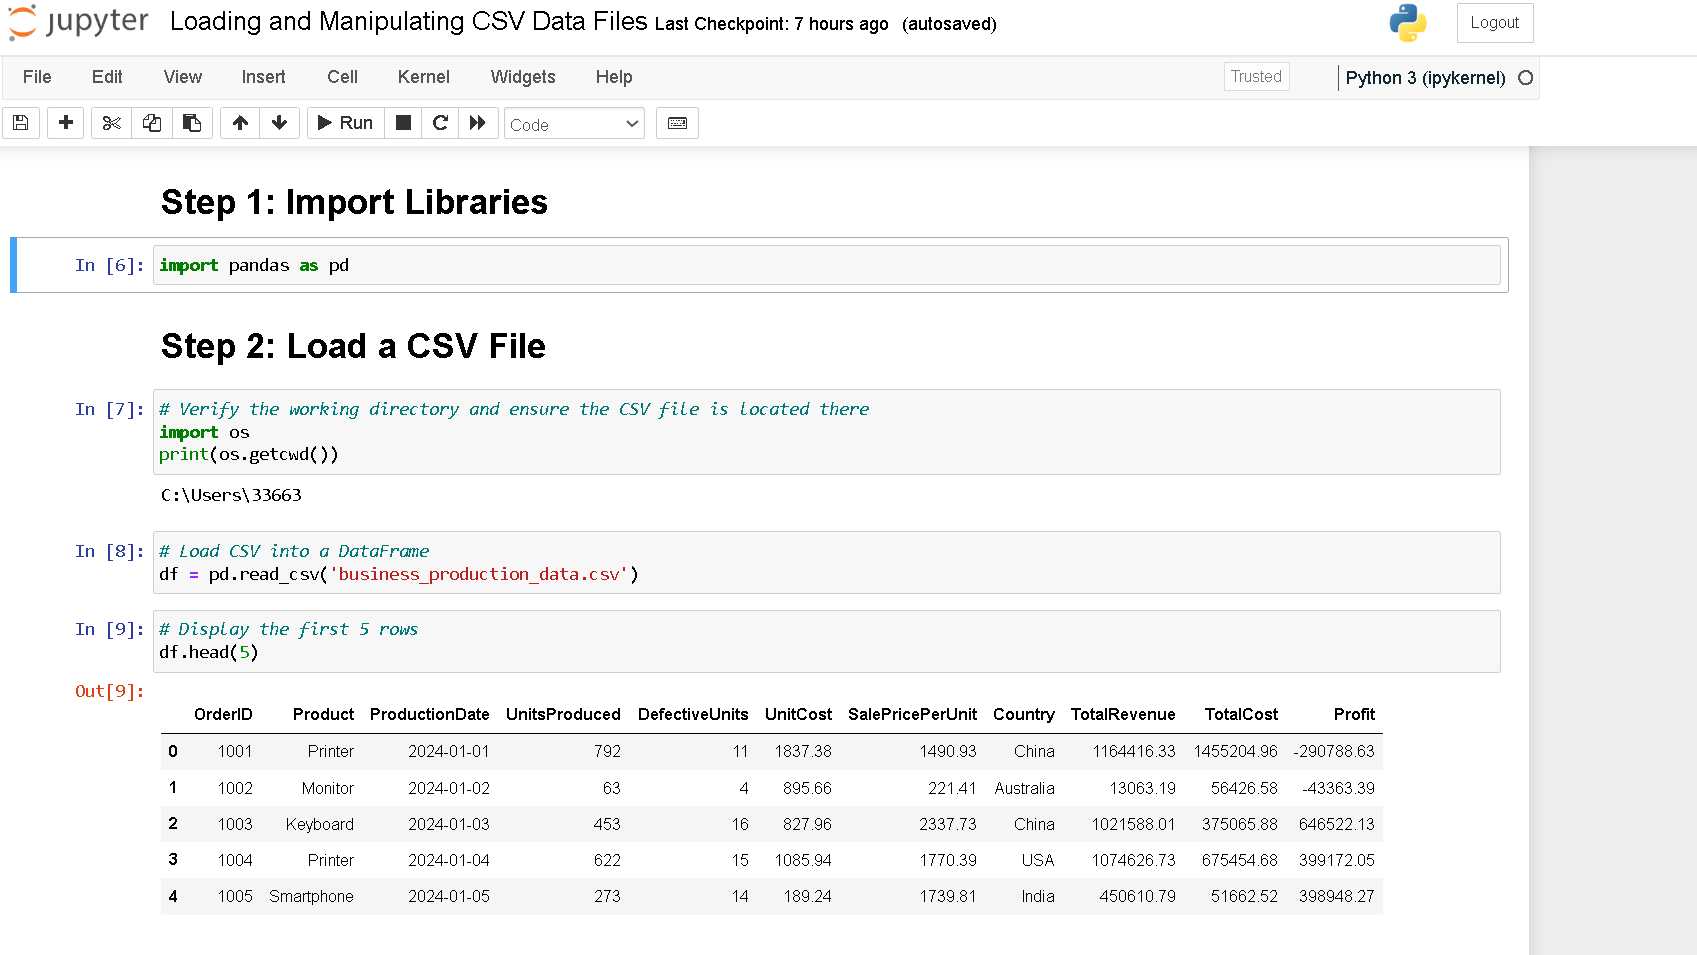 jupyter Loading and Manipulating CSV Data Files Last Checkpoint: 7 hours ago (autosaved) Logout
File Edit View Insert Cell Kernel Widgets Help Trusted Python 3 (ipykernel)
Run Code
Step 1: Import Libraries
In [6]: import pandas as pd
Step 2: Load a CSV File
In [7]: # Verify the working directory and ensure the CSV file is located there
import os
print(os.getcwd())
C:\Users\33663
In [8]: # Load CSV into a DataFrame
df = pd.read_csv('business_production_data.csv')
In [9]: # Display the first 5 rows
df.head(5)
Out[9]:
OrderID Product ProductionDate UnitsProduced DefectiveUnits UnitCost SalePricePerUnit Country TotalRevenue TotalCost Profit
0 1001 Printer 2024-01-01 792 11 1837.38 1490.93 China 1164416.33 1455204.96 -290788.63
1 1002 Monitor 2024-01-02 63 4 895.66 221.41 Australia 13063.19 56426.58 -43363.39
2 1003 Keyboard 2024-01-03 453 16 827.96 2337.73 China 1021588.01 375065.88 646522.13
3 1004 Printer 2024-01-04 622 15 1085.94 1770.39 USA 1074626.73 675454.68 399172.05
4 1005 Smartphone 2024-01-05 273 14 189.24 1739.81 India 450610.79 51662.52 398948.27